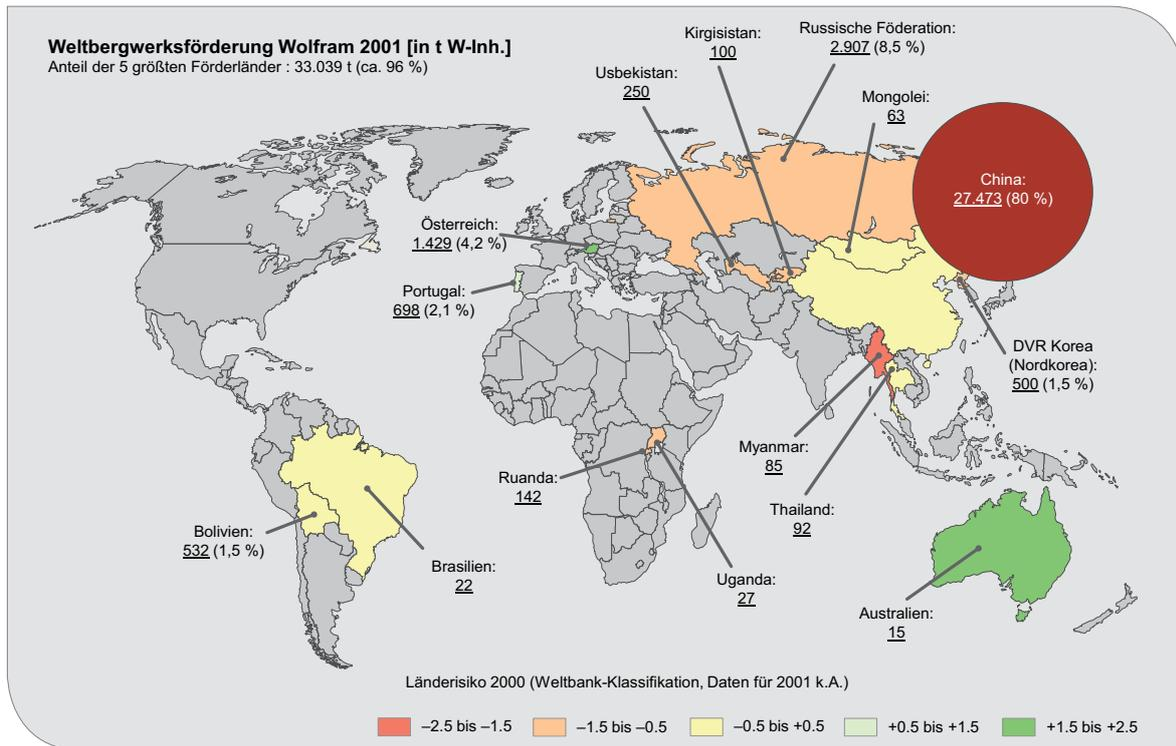 Weltbergwerksförderung Wolfram 2001 [in t W-Inh.]
Anteil der 5 größten Förderländer : 33.039 t (ca. 96 %)
Kirgisistan:
100
Russische Föderation:
2.907 (8,5 %)
Usbekistan:
250
Mongolei:
63
China:
27.473 (80 %)
Österreich:
1.429 (4,2 %)
Portugal:
698 (2,1 %)
DVR Korea
(Nordkorea):
500 (1,5 %)
Myanmar:
85
Ruanda:
142
Thailand:
92
Bolivien:
532 (1,5 %)
Brasilien:
22
Uganda:
27
Australien:
15
Länderisiko 2000 (Weltbank-Klassifikation, Daten für 2001 k.A.)
–2.5 bis –1.5
–1.5 bis –0.5
–0.5 bis +0.5
+0.5 bis +1.5
+1.5 bis +2.5